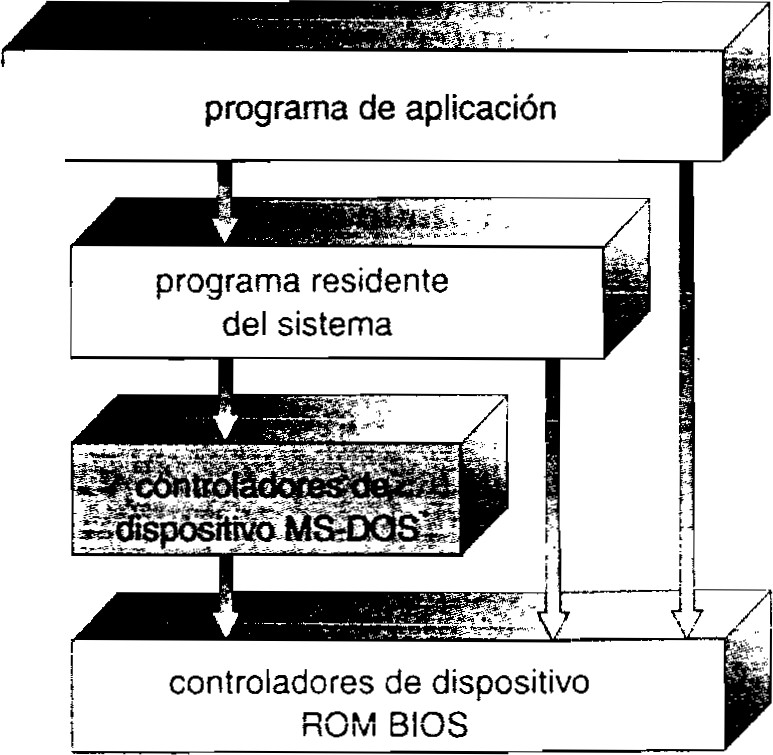 programa de aplicación
programa residente
del sistema
controladores de
dispositivo MS-DOS
controladores de dispositivo
ROM BIOS